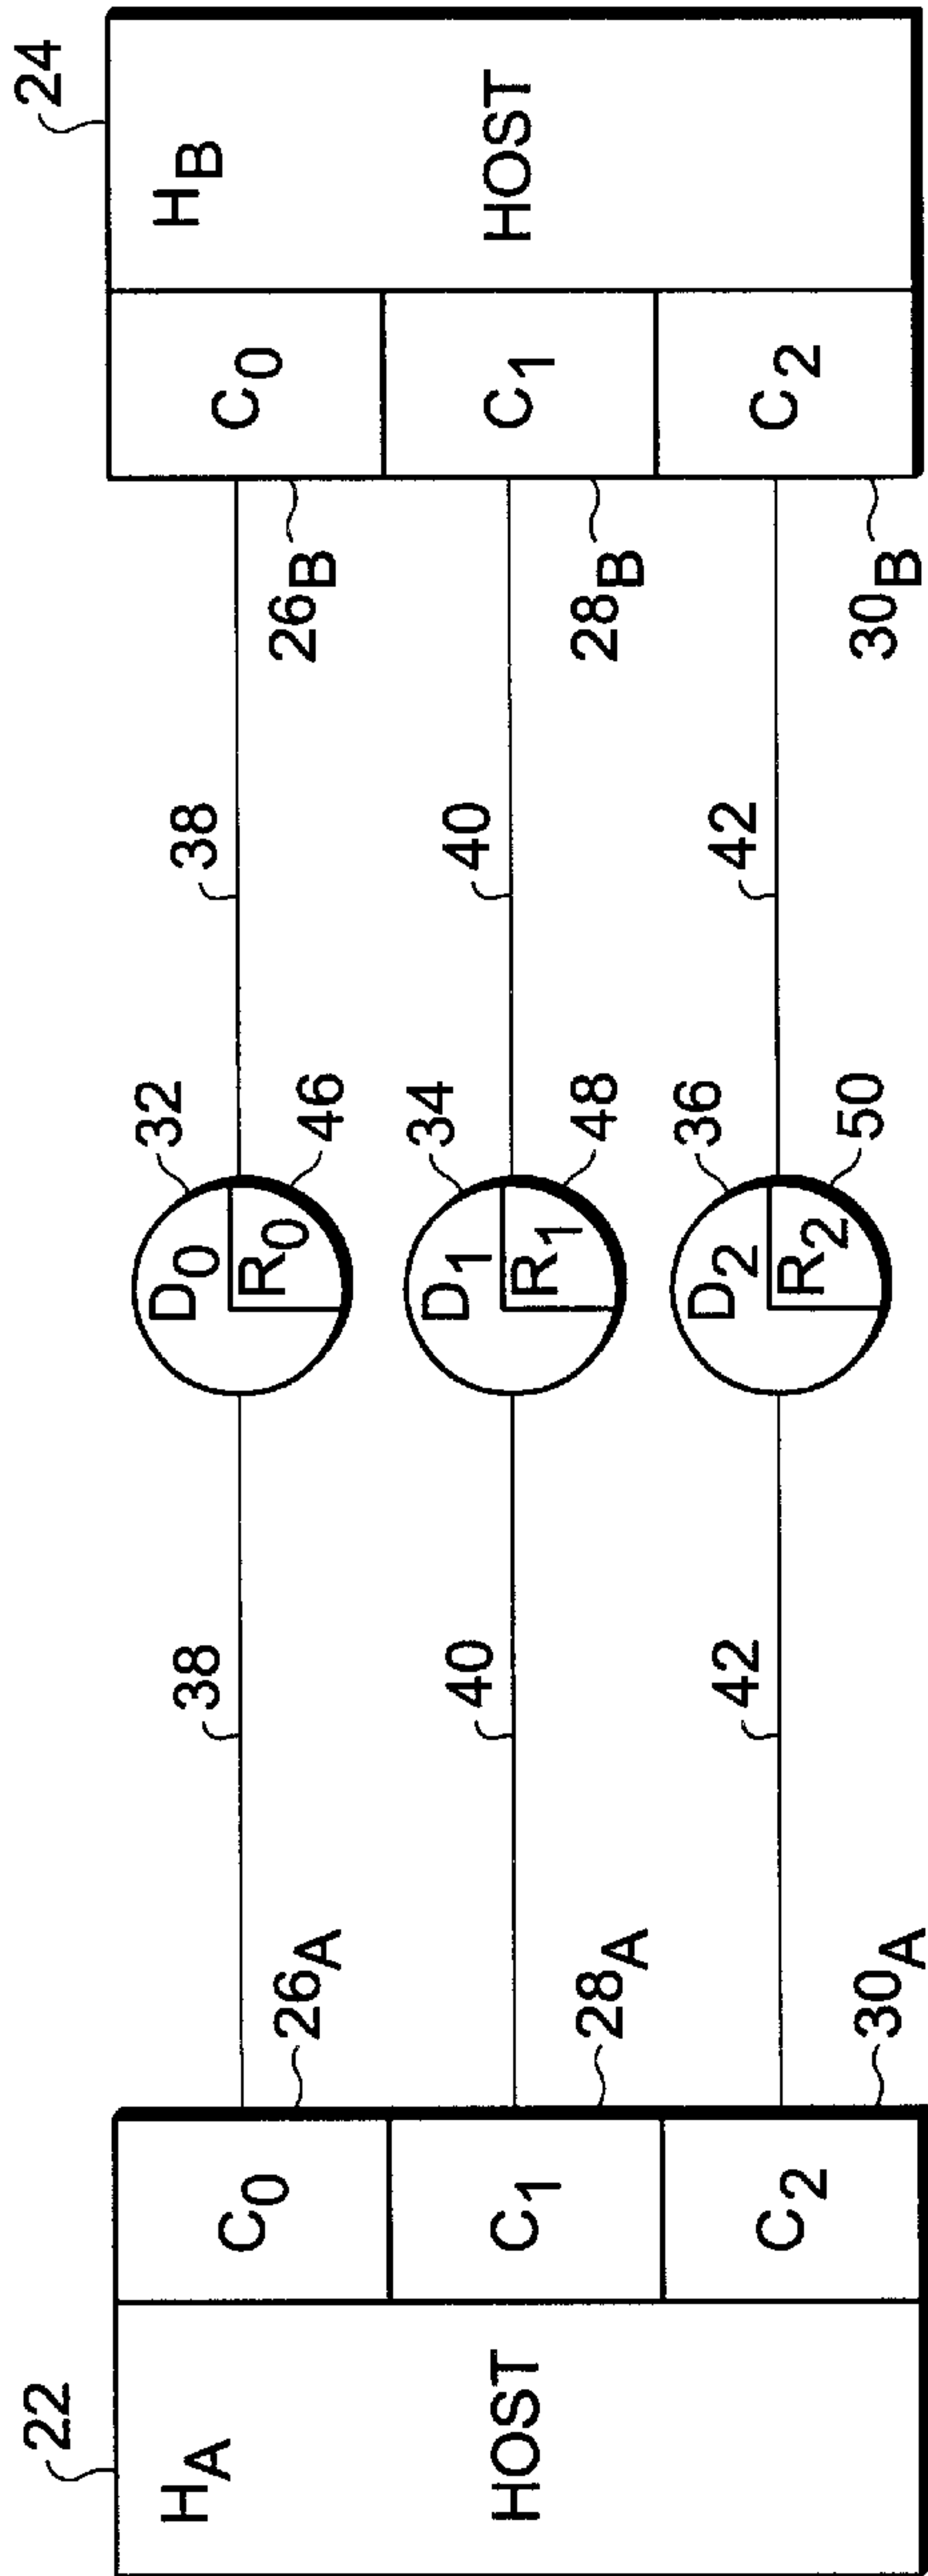 22
24
H_A
HOST
C_0
C_1
C_2
26_A
28_A
30_A
38
40
42
D_0
R_0
32
46
D_1
R_1
34
48
D_2
R_2
36
50
38
40
42
26_B
28_B
30_B
C_0
C_1
C_2
H_B
HOST